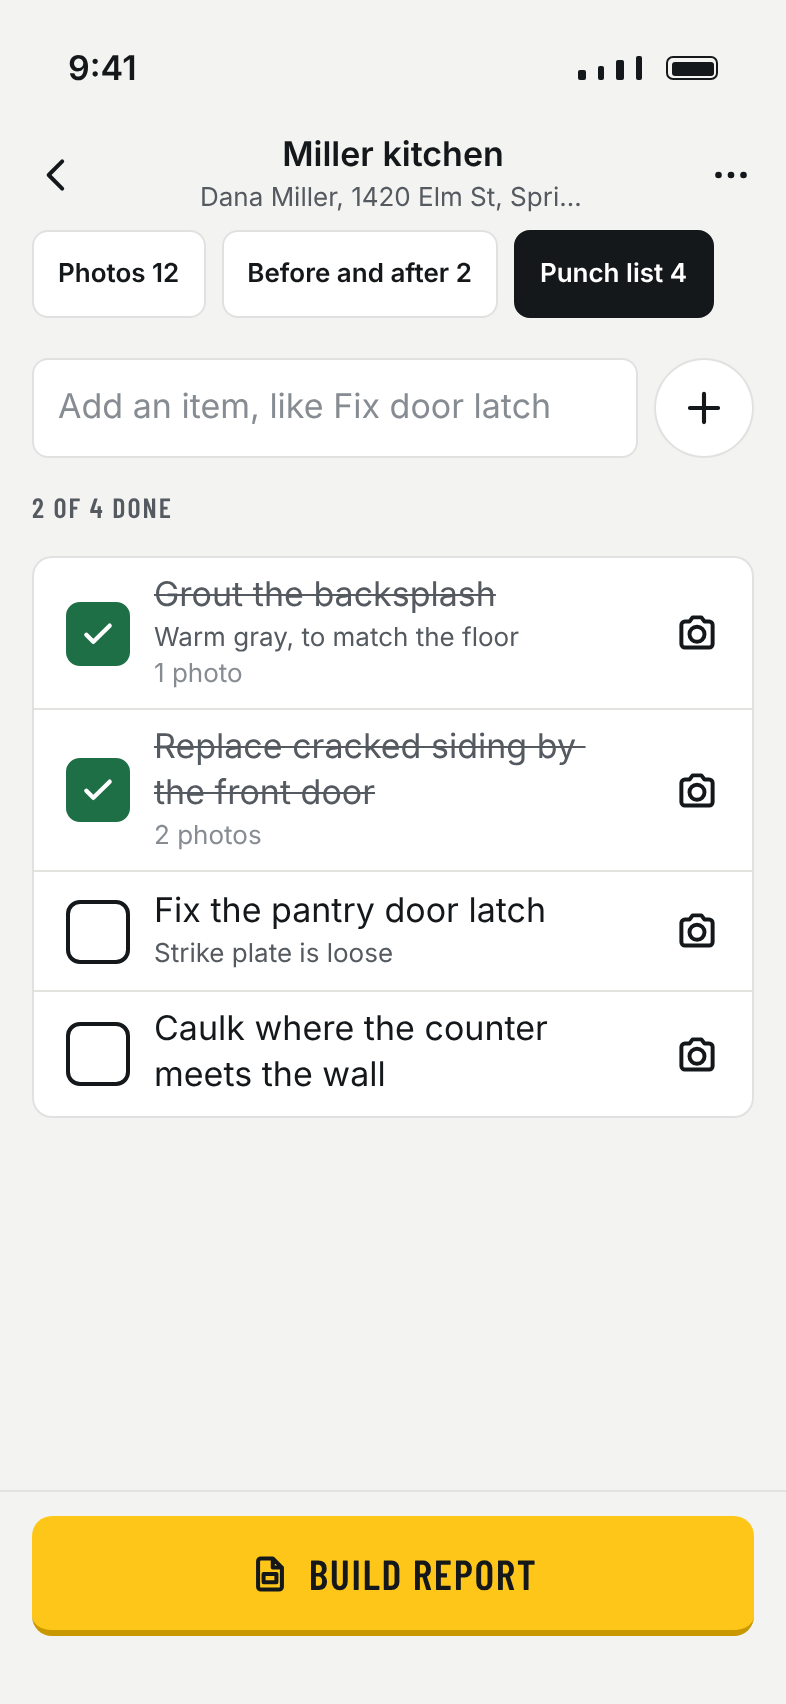 9:41
Miller kitchen
Dana Miller, 1420 Elm St, Spri...
Photos 12
Before and after 2
Punch list 4
Add an item, like Fix door latch
2 OF 4 DONE
Grout the backsplash
Warm gray, to match the floor
1 photo
Replace cracked siding by
the front door
2 photos
Fix the pantry door latch
Strike plate is loose
Caulk where the counter
meets the wall
BUILD REPORT